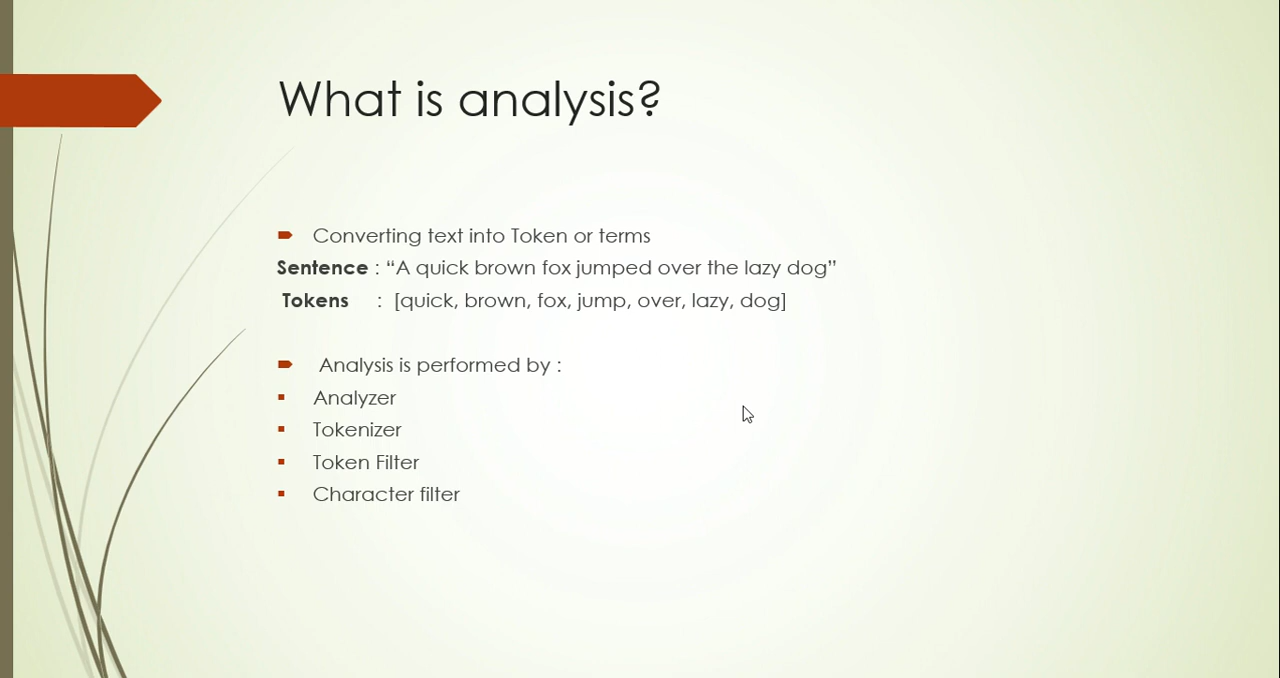 What is analysis?
Converting text into Token or terms
Sentence : “A quick brown fox jumped over the lazy dog”
Tokens : [quick, brown, fox, jump, over, lazy, dog]
Analysis is performed by :
Analyzer
Tokenizer
Token Filter
Character filter